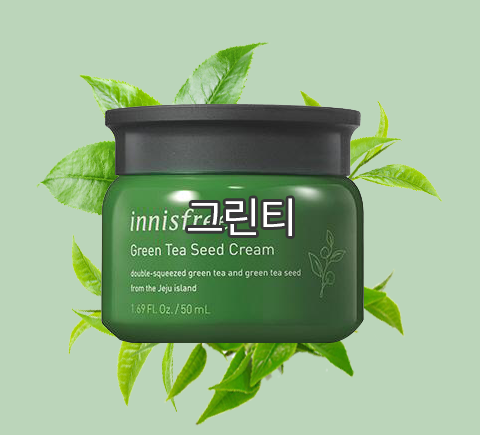 innisfree
그린티
Green Tea Seed Cream
double-squeezed green tea and green tea seed
from the Jeju island
1.69 FL. Oz. / 50 mL